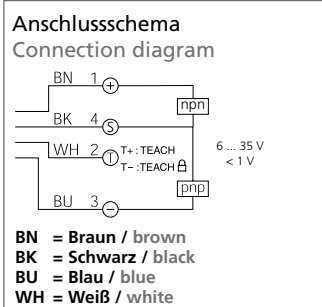 Anschlussschema
Connection diagram
BN 1 +
npn
BK 4 S
WH 2 T T+ : TEACH
T− : TEACH
6 ... 35 V
< 1 V
pnp
BU 3 −
BN = Braun / brown
BK = Schwarz / black
BU = Blau / blue
WH = Weiß / white